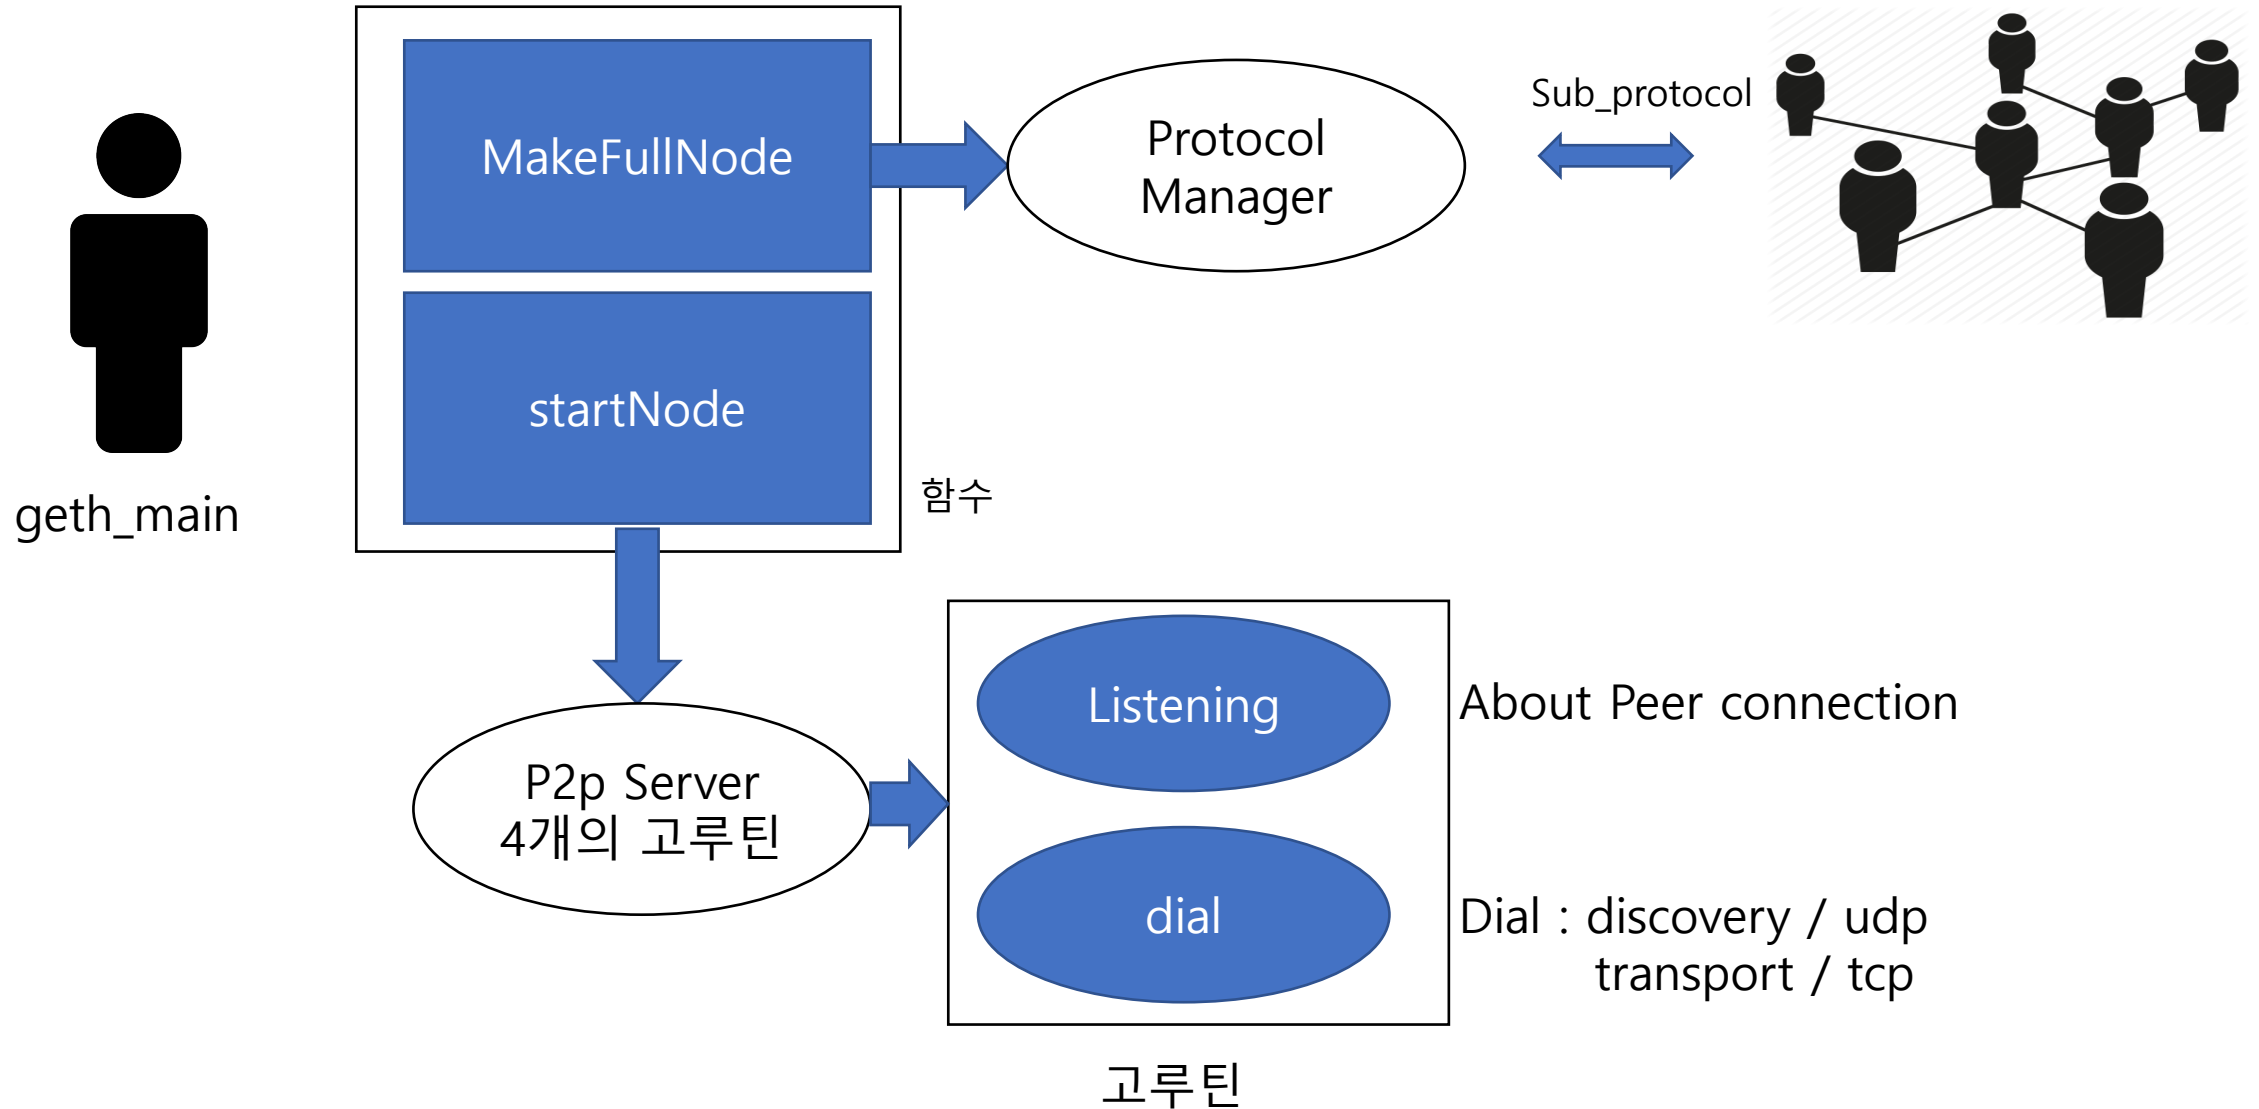 MakeFullNode
Protocol
Manager
Sub_protocol
startNode
geth_main
함수
P2p Server
4개의 고루틴
Listening
About Peer connection
dial
Dial : discovery / udp
transport / tcp
고루틴